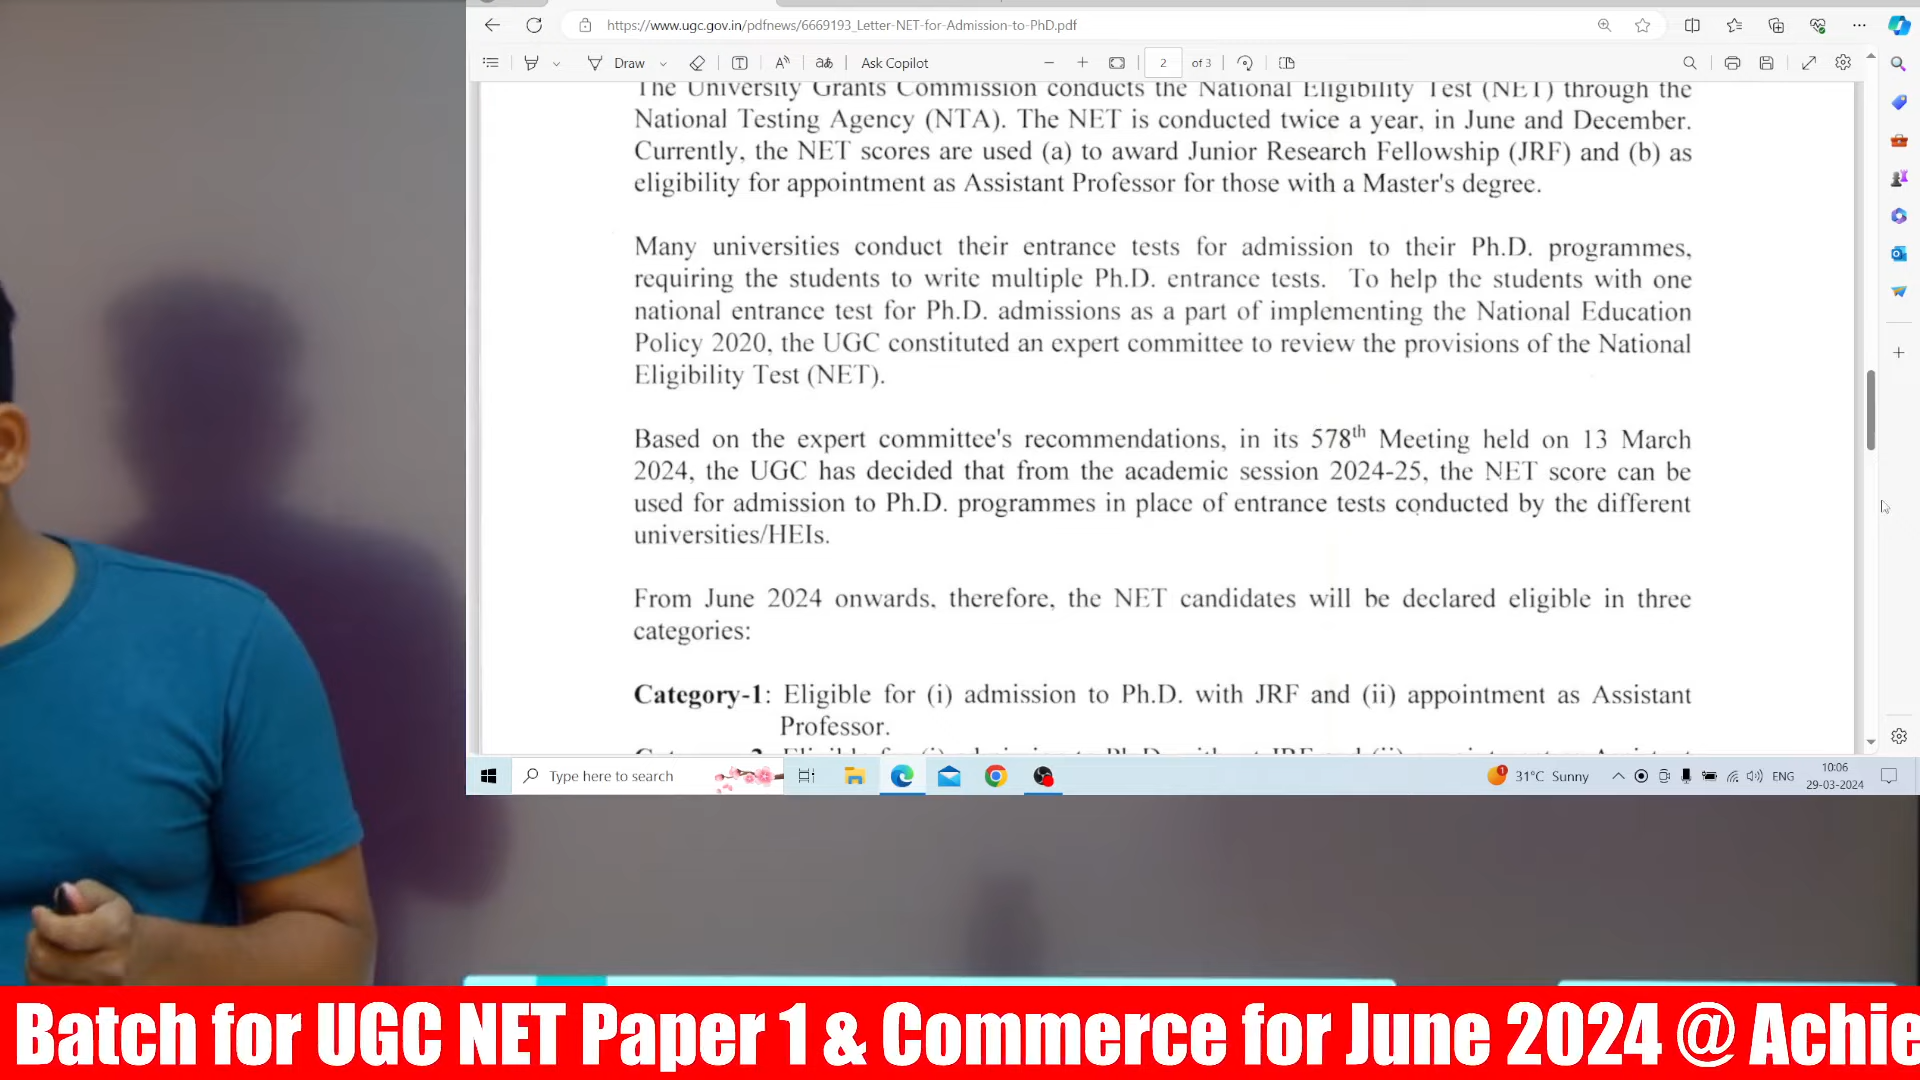 https://www.ugc.gov.in/pdfnews/6669193_Letter-NET-for-Admission-to-PhD.pdf
Draw
Ask Copilot
2 of 3
The University Grants Commission conducts the National Eligibility Test (NET) through the
National Testing Agency (NTA). The NET is conducted twice a year, in June and December.
Currently, the NET scores are used (a) to award Junior Research Fellowship (JRF) and (b) as
eligibility for appointment as Assistant Professor for those with a Master's degree.
Many universities conduct their entrance tests for admission to their Ph.D. programmes,
requiring the students to write multiple Ph.D. entrance tests. To help the students with one
national entrance test for Ph.D. admissions as a part of implementing the National Education
Policy 2020, the UGC constituted an expert committee to review the provisions of the National
Eligibility Test (NET).
Based on the expert committee's recommendations, in its 578th Meeting held on 13 March
2024, the UGC has decided that from the academic session 2024-25, the NET score can be
used for admission to Ph.D. programmes in place of entrance tests conducted by the different
universities/HEIs.
From June 2024 onwards, therefore, the NET candidates will be declared eligible in three
categories:
Category-1: Eligible for (i) admission to Ph.D. with JRF and (ii) appointment as Assistant
Professor.
Type here to search
31°C Sunny
ENG
10:06
29-03-2024
Batch for UGC NET Paper 1 & Commerce for June 2024 @ Achie